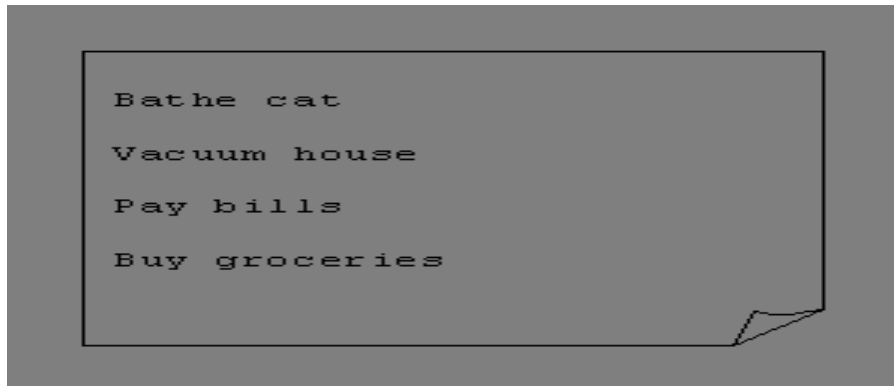 Bathe cat
Vacuum house
Pay bills
Buy groceries